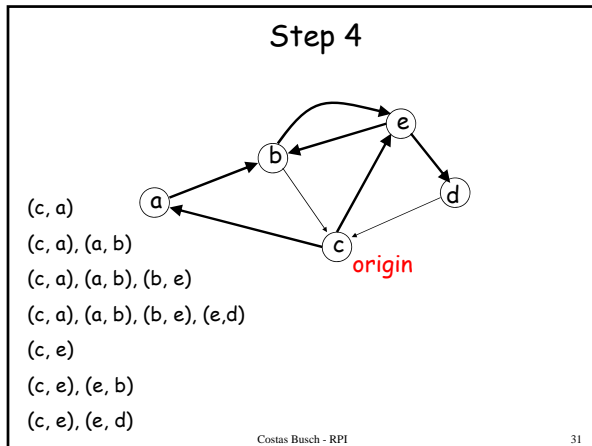 Step 4
e
b
d
a
c
origin
(c, a)
(c, a), (a, b)
(c, a), (a, b), (b, e)
(c, a), (a, b), (b, e), (e,d)
(c, e)
(c, e), (e, b)
(c, e), (e, d)
Costas Busch - RPI
31